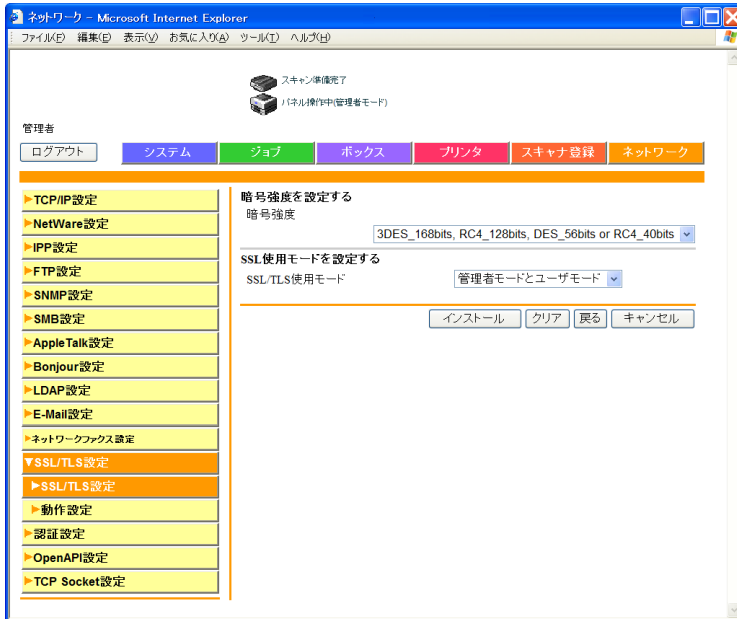 ネットワーク - Microsoft Internet Explorer
ファイル(F) 編集(E) 表示(V) お気に入り(A) ツール(T) ヘルプ(H)
スキャン準備完了
パネル操作中(管理者モード)
管理者
ログアウト システム ジョブ ボックス プリンタ スキャナ登録 ネットワーク
TCP/IP設定
NetWare設定
IPP設定
FTP設定
SNMP設定
SMB設定
AppleTalk設定
Bonjour設定
LDAP設定
E-Mail設定
ネットワークファクス設定
SSL/TLS設定
SSL/TLS設定
動作設定
認証設定
OpenAPI設定
TCP Socket設定
暗号強度を設定する
暗号強度
3DES_168bits, RC4_128bits, DES_56bits or RC4_40bits
SSL使用モードを設定する
SSL/TLS使用モード 管理者モードとユーザモード
インストール クリア 戻る キャンセル